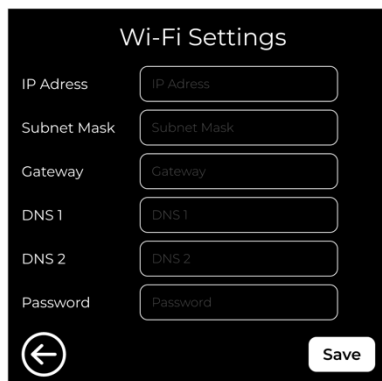 Wi-Fi Settings
IP Adress IP Adress
Subnet Mask Subnet Mask
Gateway Gateway
DNS 1 DNS 1
DNS 2 DNS 2
Password Password
Save